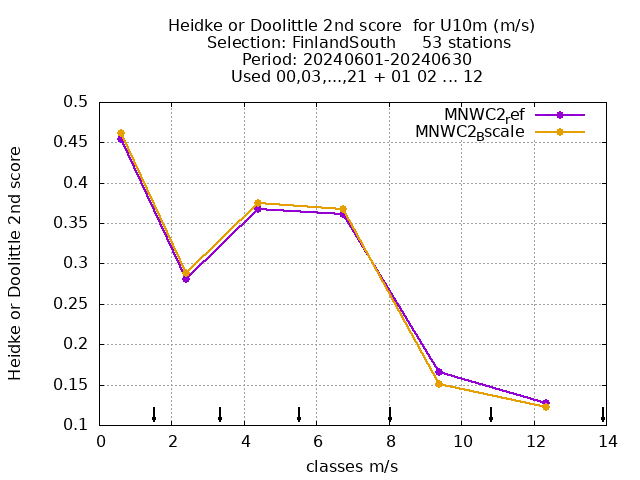 Heidke or Doolittle 2nd score  for U10m (m/s)
Selection: FinlandSouth     53 stations
Period: 20240601-20240630
Used 00,03,...,21 + 01 02 ... 12
MNWC2ref
MNWC2Bscale
Heidke or Doolittle 2nd score
0.5
0.45
0.4
0.35
0.3
0.25
0.2
0.15
0.1
0 2 4 6 8 10 12 14
classes m/s